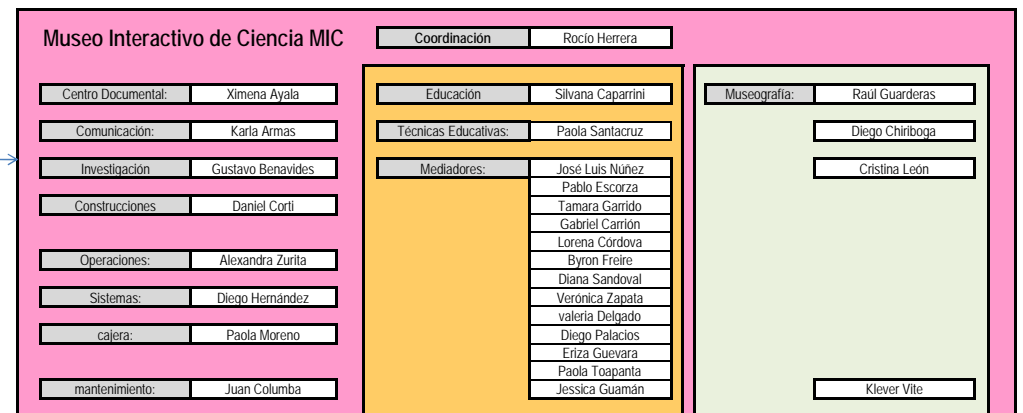 Museo Interactivo de Ciencia MIC
Coordinación Rocío Herrera
Centro Documental: Ximena Ayala
Comunicación: Karla Armas
Investigación Gustavo Benavides
Construcciones Daniel Corti
Operaciones: Alexandra Zurita
Sistemas: Diego Hernández
cajera: Paola Moreno
mantenimiento: Juan Columba
Educación Silvana Caparrini
Técnicas Educativas: Paola Santacruz
Mediadores: José Luis Núñez
Pablo Escorza
Tamara Garrido
Gabriel Carrión
Lorena Córdova
Byron Freire
Diana Sandoval
Verónica Zapata
valeria Delgado
Diego Palacios
Eriza Guevara
Paola Toapanta
Jessica Guamán
Museografía: Raúl Guarderas
Diego Chiriboga
Cristina León
Klever Vite